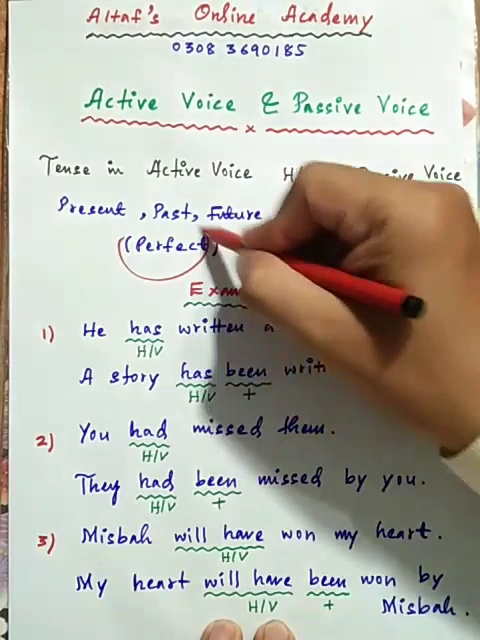 Altaf's Online Academy
0308 3690185
Active Voice & Passive Voice
x
Tense in Active Voice Passive Voice
Present, Past, Future
(Perfect)
1) He has written a
H/V
A story has been
H/V +
2) You had missed them.
H/V
They had been missed by you.
H/V +
3) Misbah will have won my heart.
H/V
My heart will have been won by
H/V + Misbah.